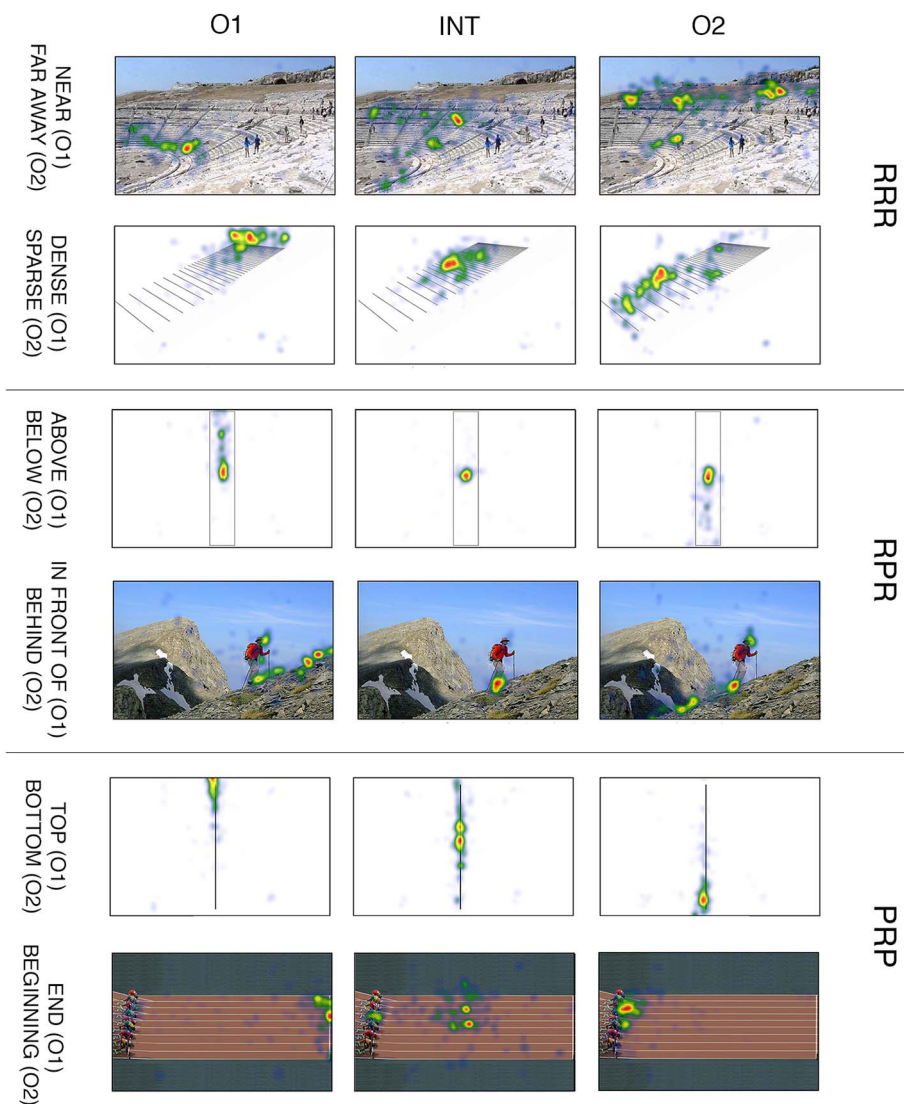 O1
INT
O2
NEAR (O1)
FAR AWAY (O2)
DENSE (O1)
SPARSE (O2)
RRR
ABOVE (O1)
BELOW (O2)
IN FRONT OF (O1)
BEHIND (O2)
RPR
TOP (O1)
BOTTOM (O2)
END (O1)
BEGINNING (O2)
PRP